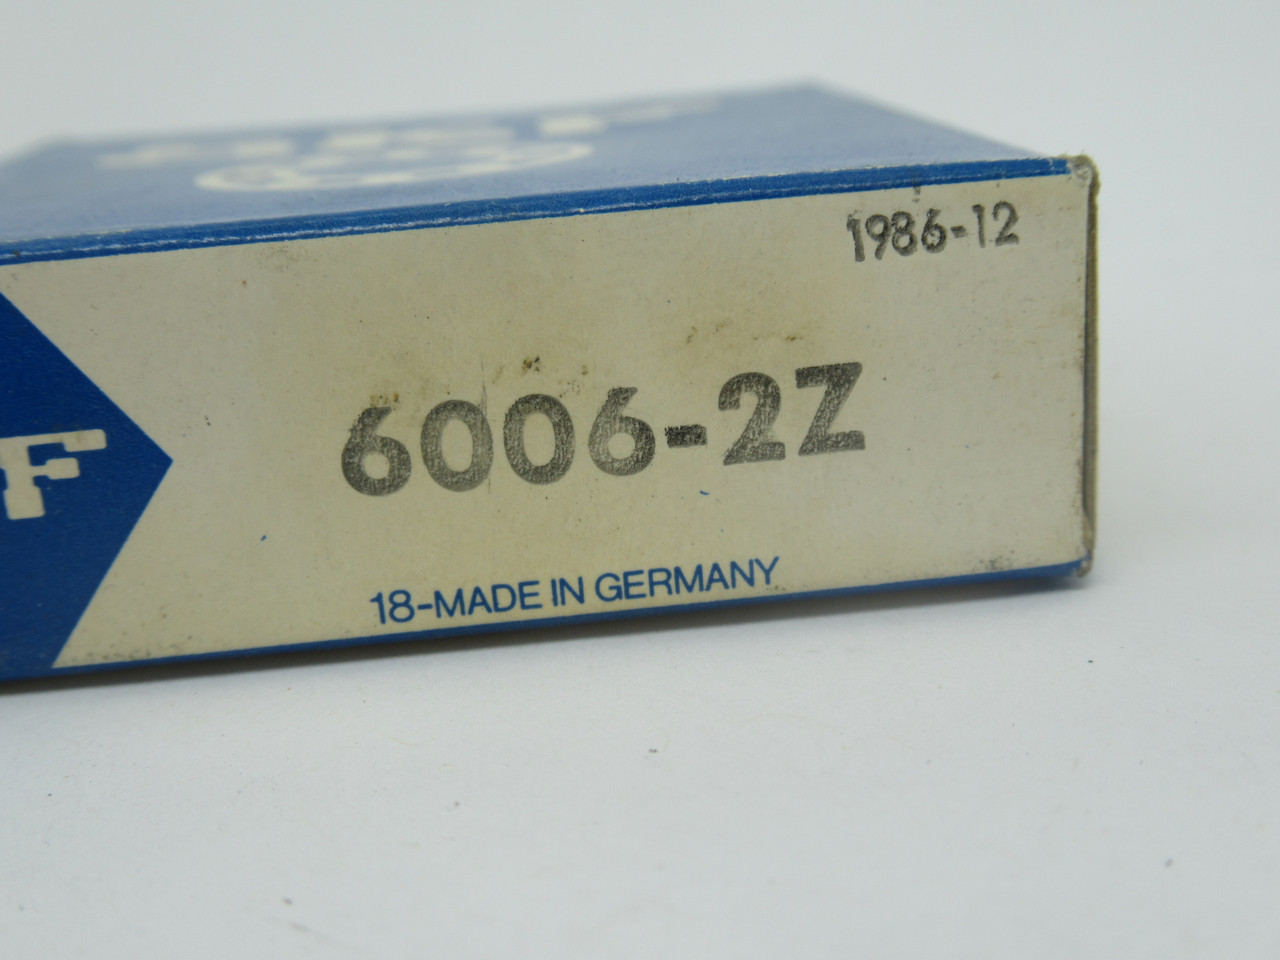 1986-12
6006-2Z
F
18-MADE IN GERMANY